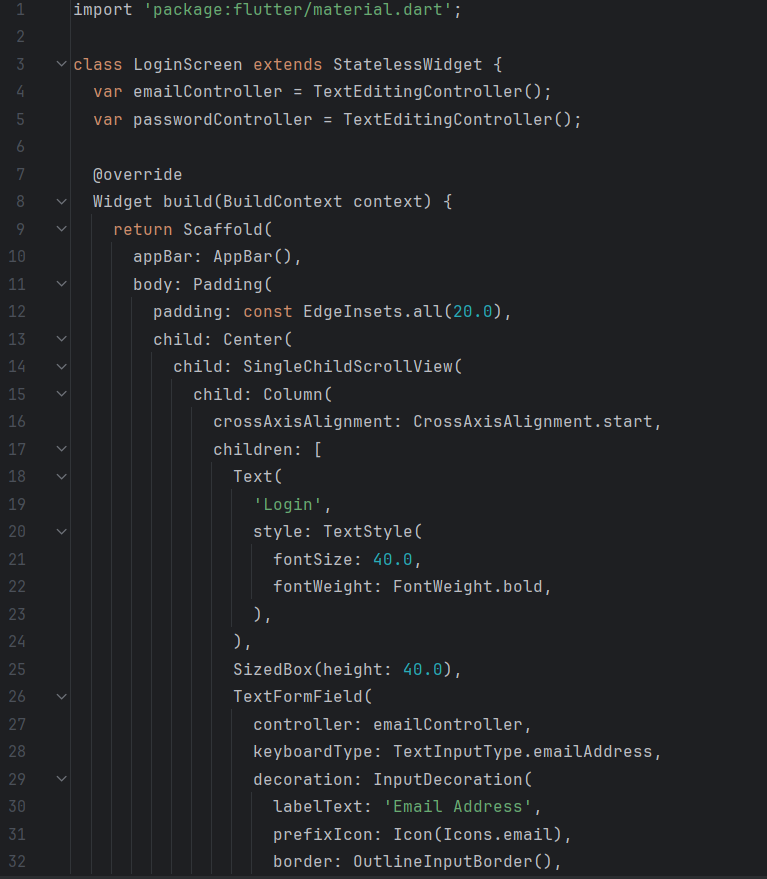 1 import 'package:flutter/material.dart';
2
3 class LoginScreen extends StatelessWidget {
4   var emailController = TextEditingController();
5   var passwordController = TextEditingController();
6
7   @override
8   Widget build(BuildContext context) {
9     return Scaffold(
10       appBar: AppBar(),
11       body: Padding(
12         padding: const EdgeInsets.all(20.0),
13         child: Center(
14           child: SingleChildScrollView(
15             child: Column(
16               crossAxisAlignment: CrossAxisAlignment.start,
17               children: [
18                 Text(
19                   'Login',
20                   style: TextStyle(
21                     fontSize: 40.0,
22                     fontWeight: FontWeight.bold,
23                   ),
24                 ),
25                 SizedBox(height: 40.0),
26                 TextFormField(
27                   controller: emailController,
28                   keyboardType: TextInputType.emailAddress,
29                   decoration: InputDecoration(
30                     labelText: 'Email Address',
31                     prefixIcon: Icon(Icons.email),
32                     border: OutlineInputBorder(),